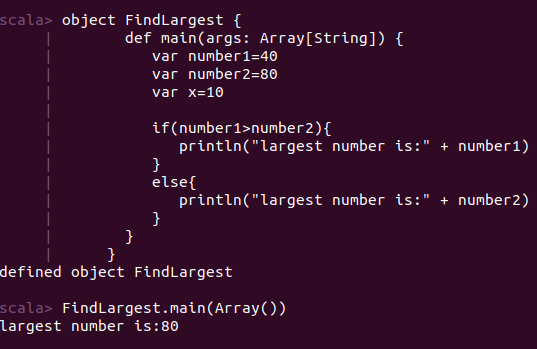 scala> object FindLargest {
     |        def main(args: Array[String]) {
     |           var number1=40
     |           var number2=80
     |           var x=10
     |
     |           if(number1>number2){
     |              println("largest number is:" + number1)
     |           }
     |           else{
     |              println("largest number is:" + number2)
     |           }
     |        }
     |      }
defined object FindLargest

scala> FindLargest.main(Array())
largest number is:80